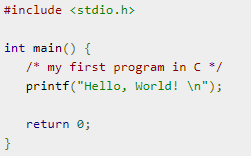 #include <stdio.h>

int main() {
   /* my first program in C */
   printf("Hello, World! \n");

   return 0;
}